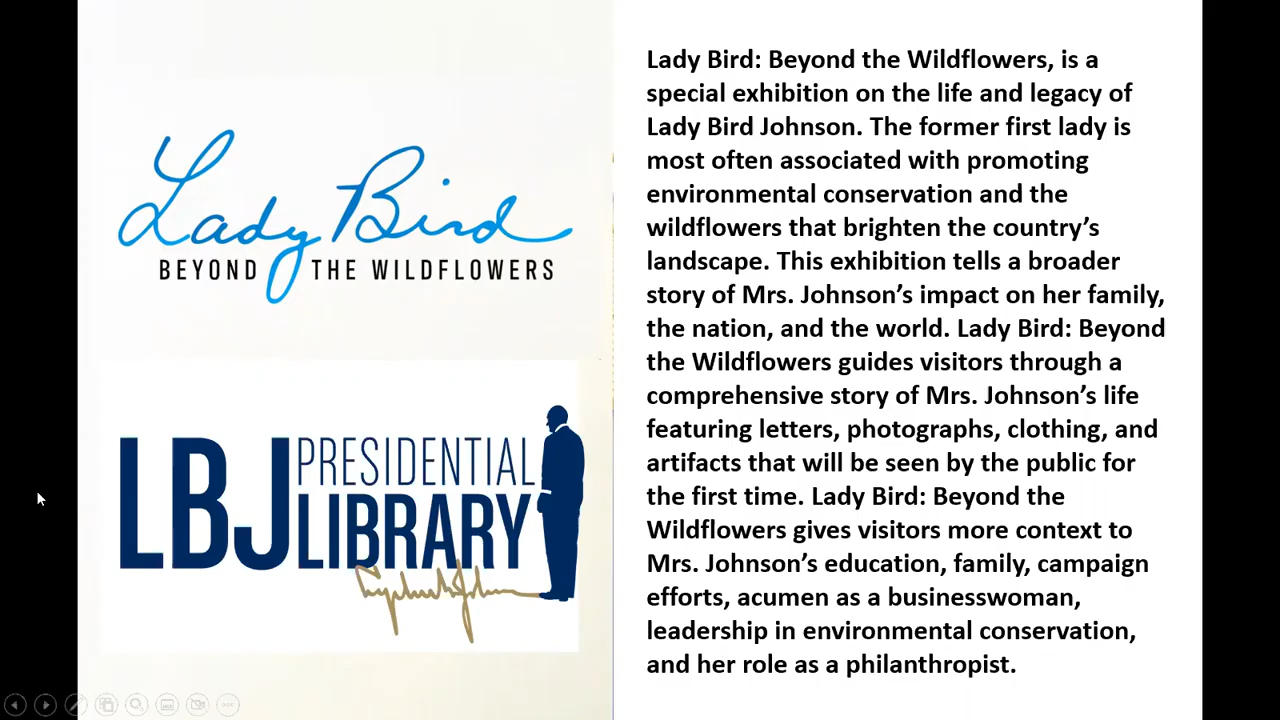 Lady Bird
BEYOND THE WILDFLOWERS
LBJ PRESIDENTIAL
LIBRARY
Lady Bird: Beyond the Wildflowers, is a
special exhibition on the life and legacy of
Lady Bird Johnson. The former first lady is
most often associated with promoting
environmental conservation and the
wildflowers that brighten the country’s
landscape. This exhibition tells a broader
story of Mrs. Johnson’s impact on her family,
the nation, and the world. Lady Bird: Beyond
the Wildflowers guides visitors through a
comprehensive story of Mrs. Johnson’s life
featuring letters, photographs, clothing, and
artifacts that will be seen by the public for
the first time. Lady Bird: Beyond the
Wildflowers gives visitors more context to
Mrs. Johnson’s education, family, campaign
efforts, acumen as a businesswoman,
leadership in environmental conservation,
and her role as a philanthropist.